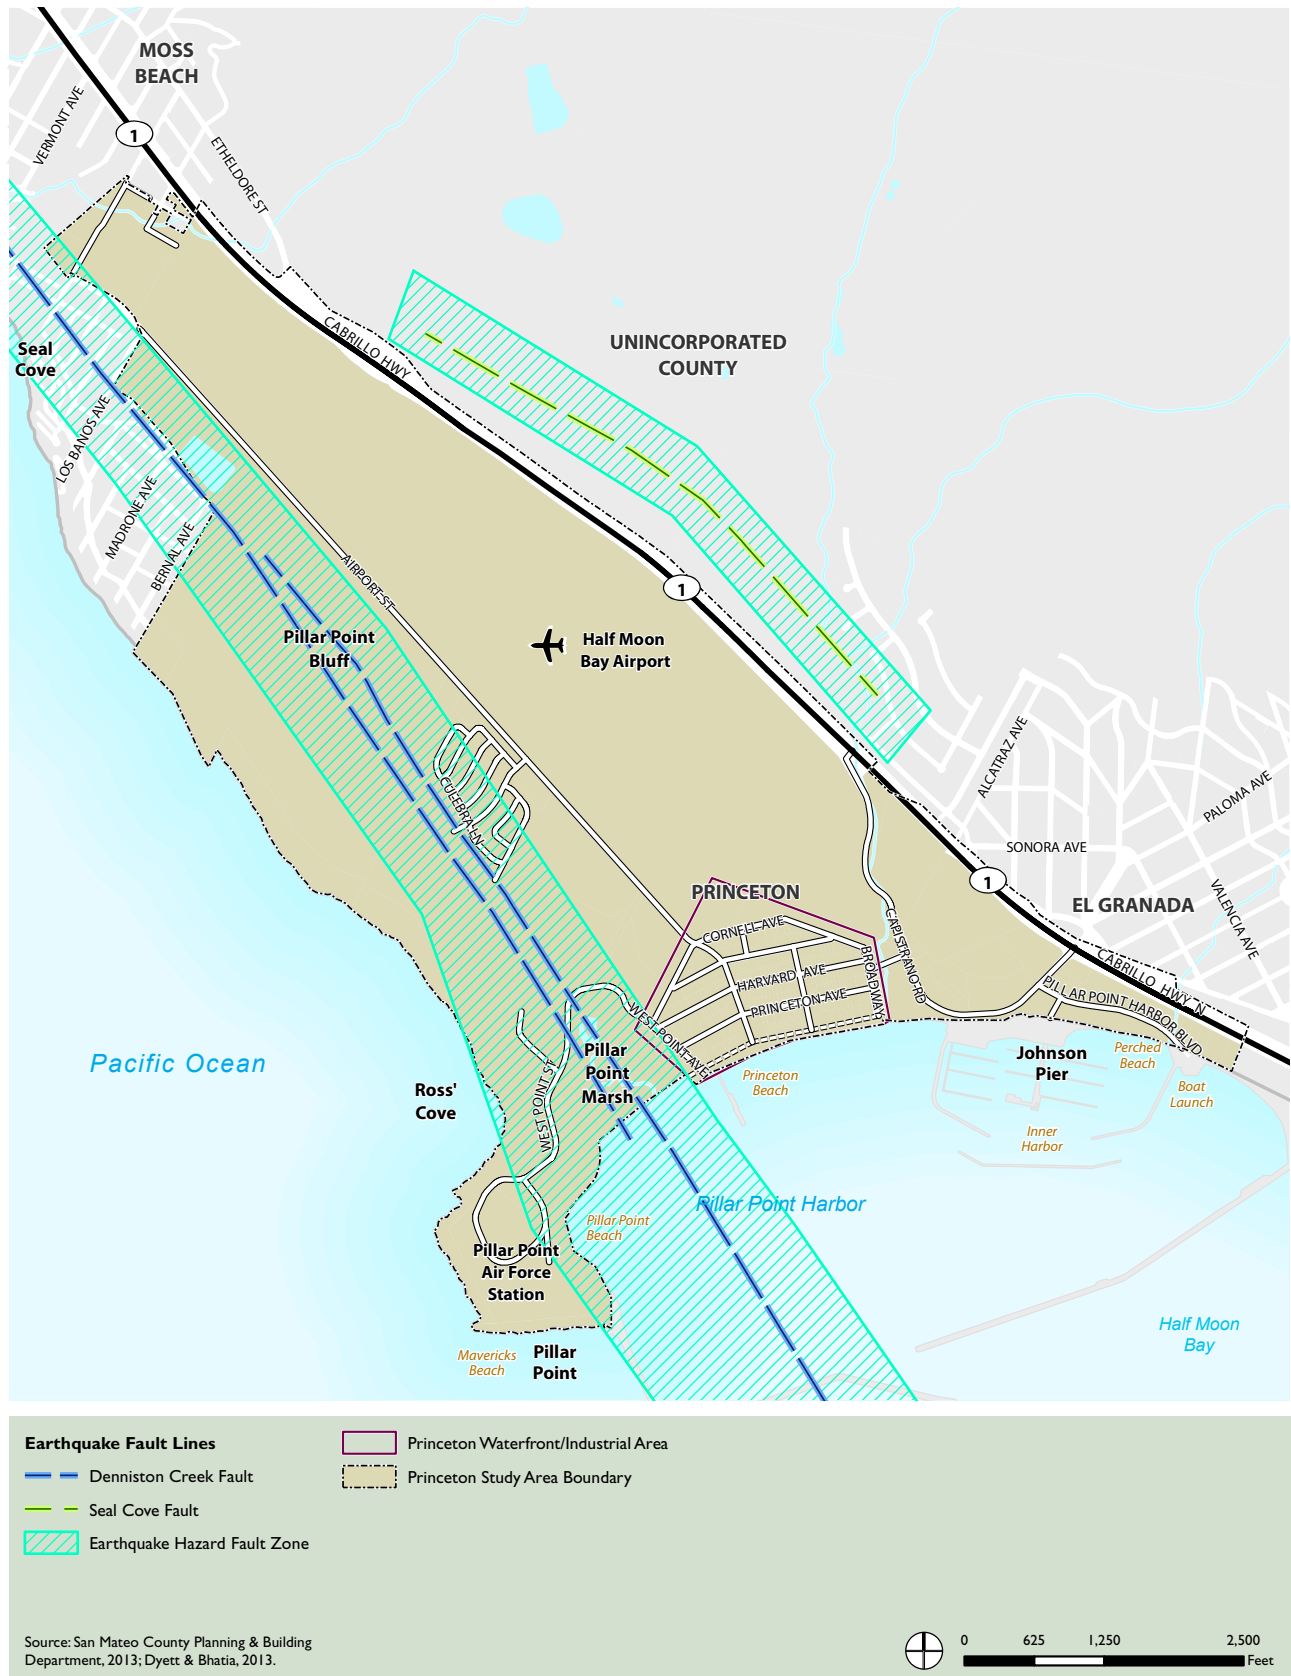 MOSS
BEACH
VERMONT AVE
1
ETHELDORE ST
CABRILLO HWY
UNINCORPORATED
COUNTY
Seal
Cove
LOS BANOS AVE
MADRONE AVE
BERNAL AVE
AIRPORT ST
1
Pillar Point
Bluff
Half Moon
Bay Airport
ALCATRAZ AVE
PALOMA AVE
CULEBRA LN
SONORA AVE
1
PRINCETON
EL GRANADA
VALENCIA AVE
CORNELL AVE
CAPISTRANO RD
BROADWAY
HARVARD AVE
PRINCETON AVE
CABRILLO HWY N
PILLAR POINT HARBOR BLVD
WEST POINT AVE
Pacific Ocean
Pillar
Point
Marsh
Johnson
Pier
Perched
Beach
Ross'
Cove
WEST POINT ST
Princeton
Beach
Boat
Launch
Inner
Harbor
Pillar Point Harbor
Pillar Point
Beach
Pillar Point
Air Force
Station
Half Moon
Bay
Mavericks
Beach
Pillar
Point
Earthquake Fault Lines
Denniston Creek Fault
Seal Cove Fault
Earthquake Hazard Fault Zone
Princeton Waterfront/Industrial Area
Princeton Study Area Boundary
Source: San Mateo County Planning & Building
Department, 2013; Dyett & Bhatia, 2013.
0 625 1,250 2,500
Feet